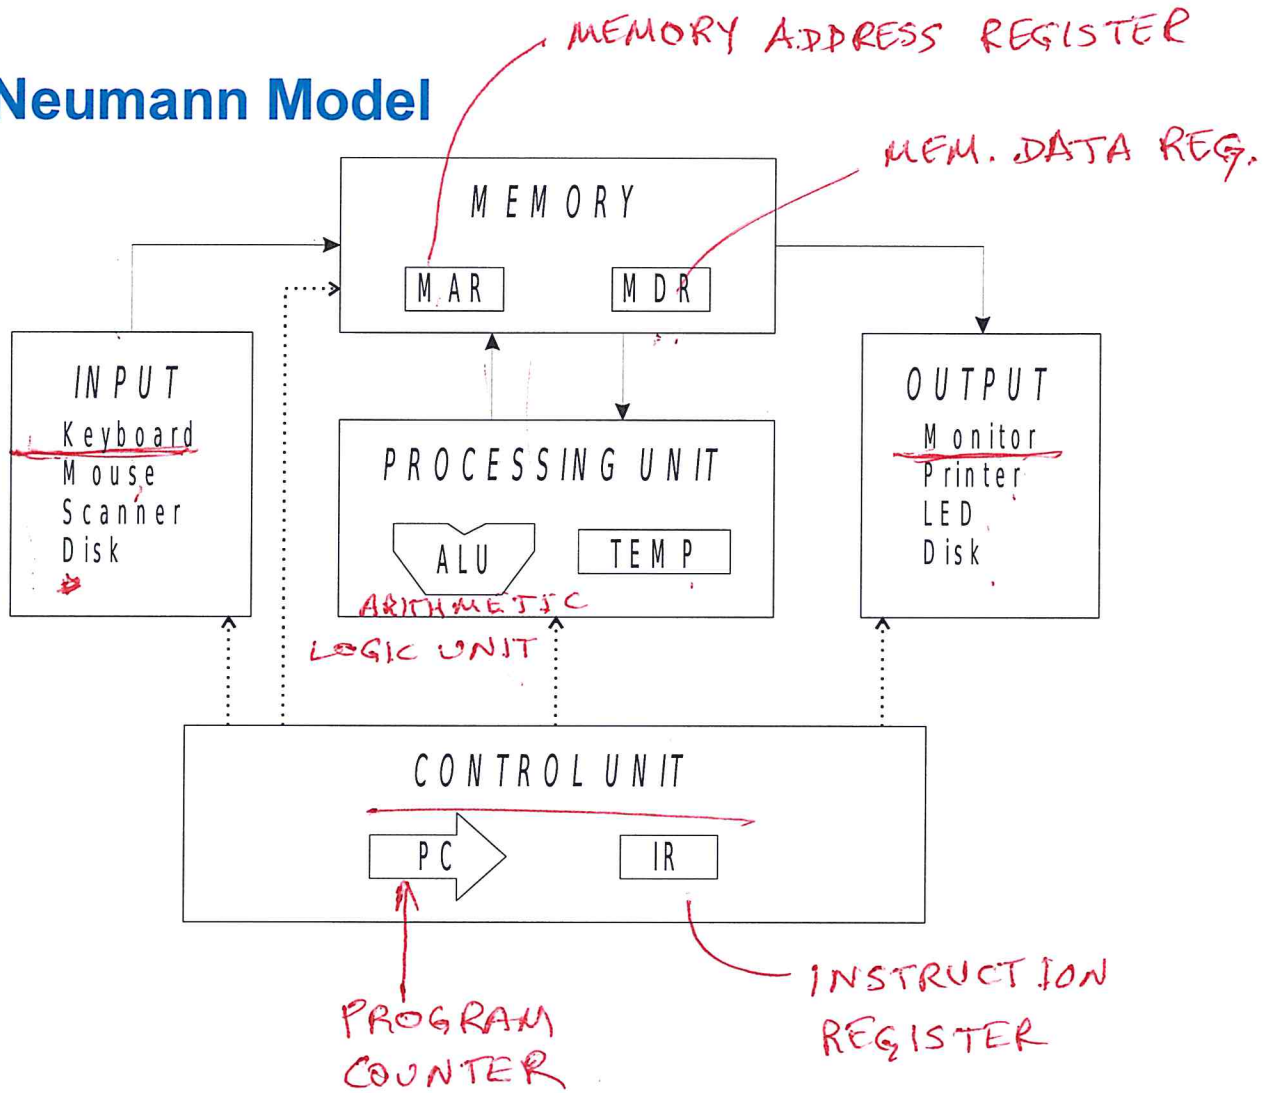 MEMORY ADDRESS REGISTER
Neumann Model
MEM. DATA REG.
MEMORY
MAR
MDR
INPUT
Keyboard
Mouse
Scanner
Disk
PROCESSING UNIT
ALU
TEMP
ARITHMETIC
LOGIC UNIT
OUTPUT
Monitor
Printer
LED
Disk
CONTROL UNIT
PC
IR
PROGRAM
COUNTER
INSTRUCTION
REGISTER